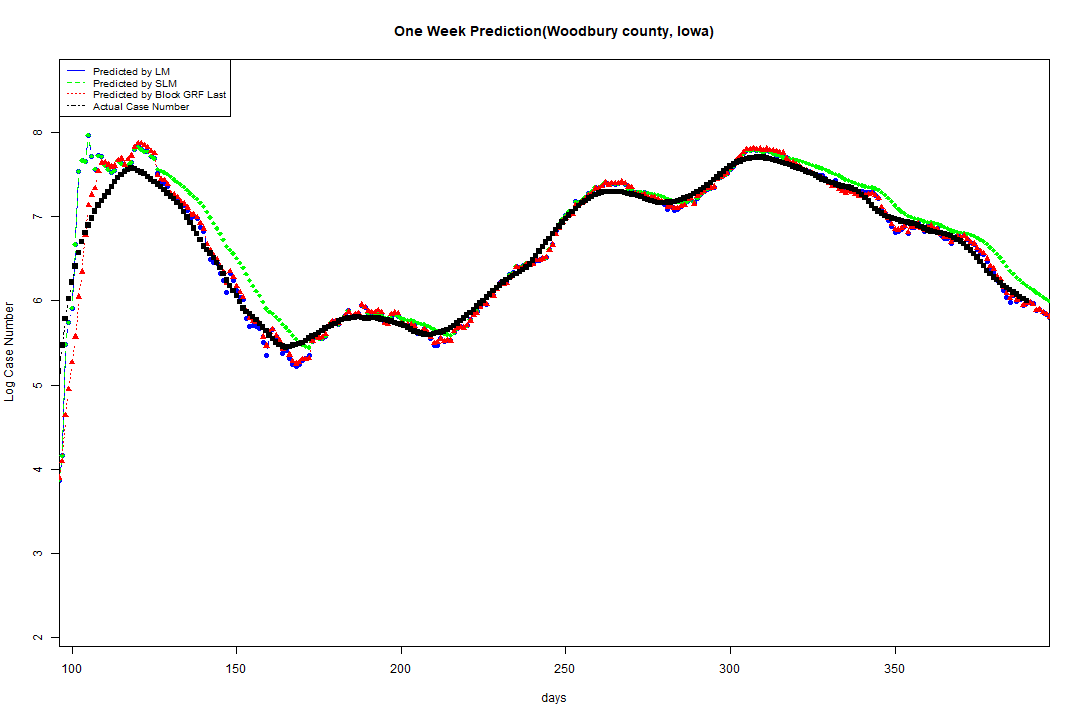 One Week Prediction(Woodbury county, Iowa)
Predicted by LM
Predicted by SLM
Predicted by Block GRF Last
Actual Case Number
8
7
6
5
4
3
2
Log Case Number
100 150 200 250 300 350
days